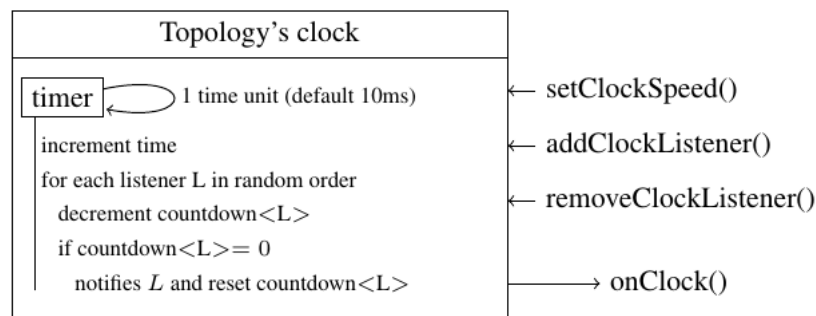 Topology's clock
timer
1 time unit (default 10ms)
setClockSpeed()
increment time
addClockListener()
for each listener L in random order
decrement countdown<L>
removeClockListener()
if countdown<L>= 0
notifies L and reset countdown<L>
onClock()